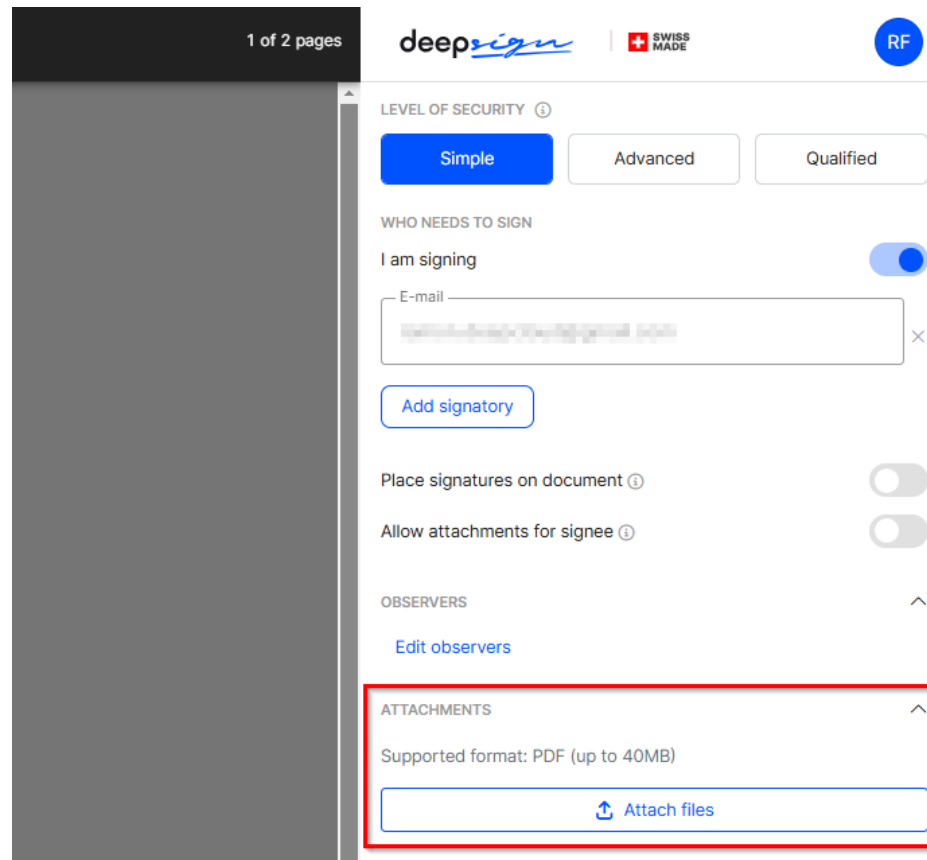 1 of 2 pages
deepsign
SWISS
MADE
RF
LEVEL OF SECURITY
Simple
Advanced
Qualified
WHO NEEDS TO SIGN
I am signing
E-mail
Add signatory
Place signatures on document
Allow attachments for signee
OBSERVERS
Edit observers
ATTACHMENTS
Supported format: PDF (up to 40MB)
Attach files